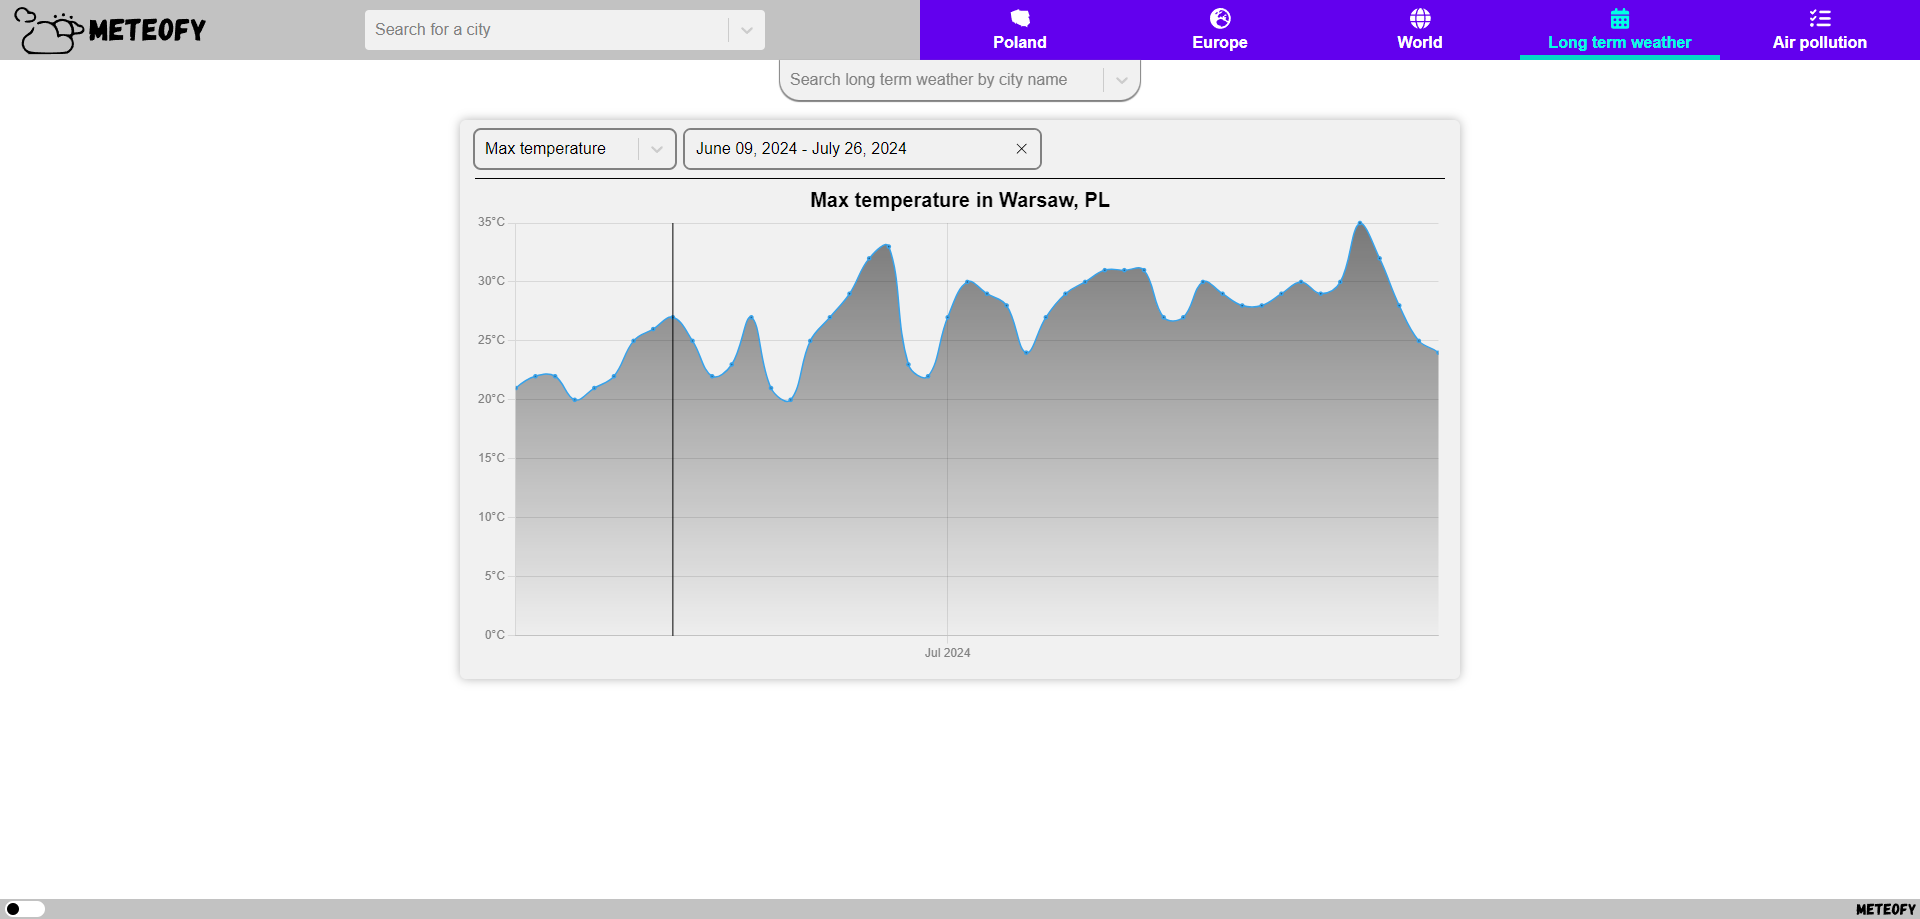 METEOFY
Search for a city
Poland
Europe
World
Long term weather
Air pollution
Search long term weather by city name
Max temperature
June 09, 2024 - July 26, 2024
Max temperature in Warsaw, PL
35°C
30°C
25°C
20°C
15°C
10°C
5°C
0°C
Jul 2024
METEOFY